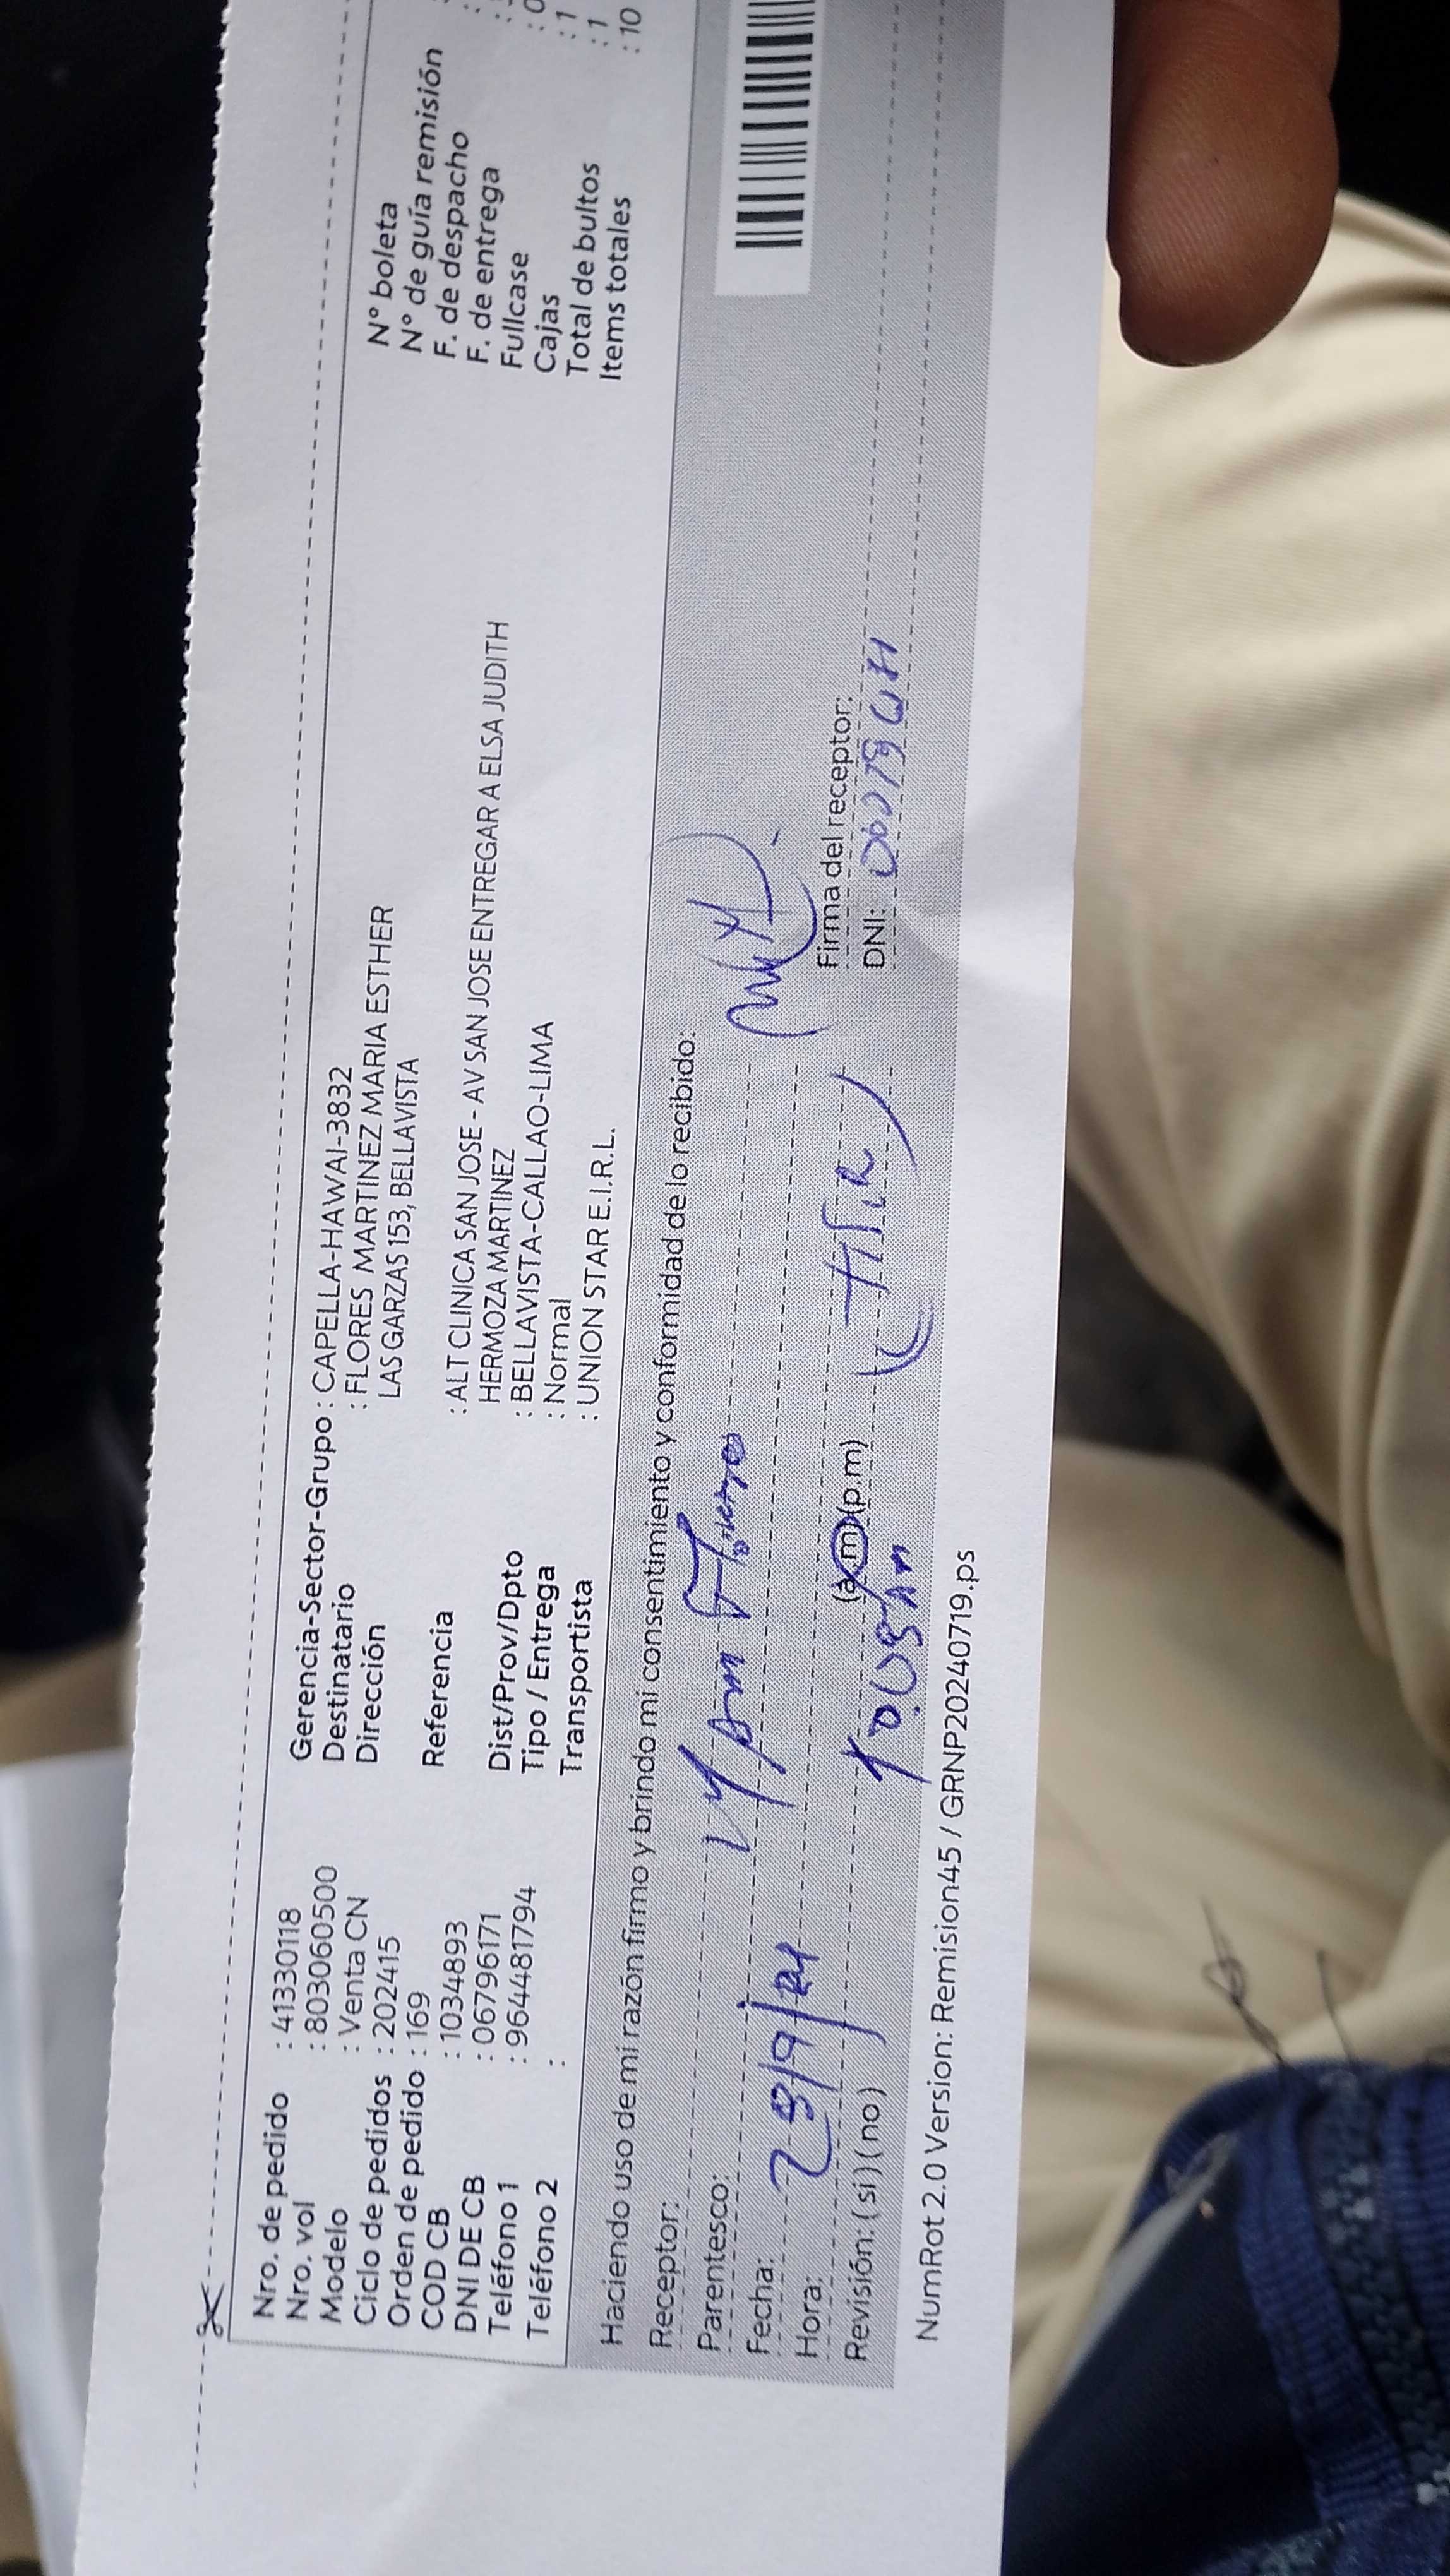 Nro. de pedido : 41330118
Nro. vol : 803060500
Modelo : Venta CN
Ciclo de pedidos : 202415
Orden de pedido : 169
COD CB : 1034893
DNI DE CB : 06796171
Teléfono 1 : 964481794
Teléfono 2 :
Gerencia-Sector-Grupo : CAPELLA-HAWAI-3832
Destinatario : FLORES MARTINEZ MARIA ESTHER
Dirección LAS GARZAS 153, BELLAVISTA
Referencia : ALT CLINICA SAN JOSE - AV SAN JOSE ENTREGAR A ELSA JUDITH
HERMOZA MARTINEZ
Dist/Prov/Dpto : BELLAVISTA-CALLAO-LIMA
Tipo / Entrega : Normal
Transportista : UNION STAR E.I.R.L.
N° boleta :
N° de guía remisión
F. de despacho :
F. de entrega :
Fullcase : 0
Cajas : 1
Total de bultos : 1
Items totales : 10
Haciendo uso de mi razón firmo y brindo mi consentimiento y conformidad de lo recibido:
Receptor:
Parentesco:
Fecha:
Hora: (a.m)(p.m)
Revisión: (si) (no)
Firma del receptor:
DNI:
NumRot 2.0 Version: Remision45 / GRNP20240719.ps